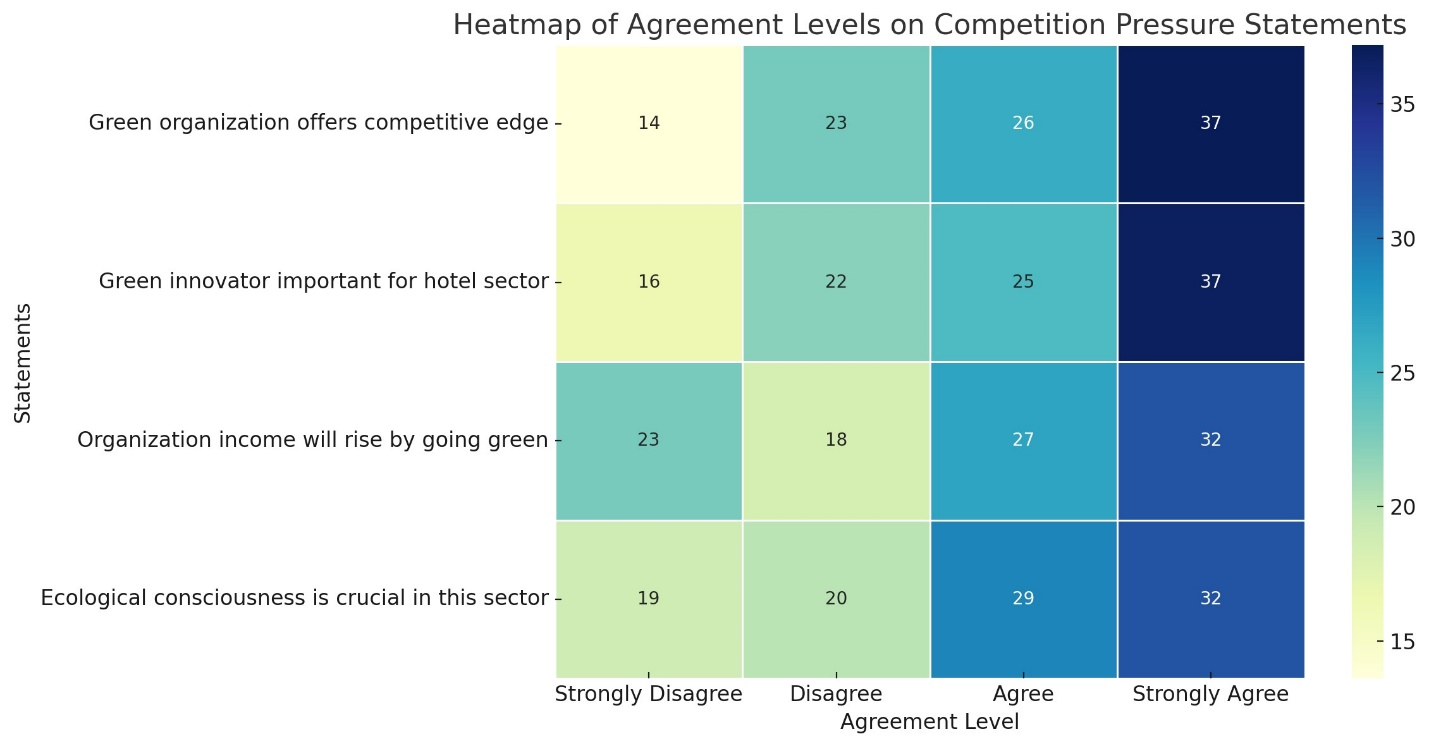 Heatmap of Agreement Levels on Competition Pressure Statements
Green organization offers competitive edge 14 23 26 37
Green innovator important for hotel sector 16 22 25 37
Organization income will rise by going green 23 18 27 32
Ecological consciousness is crucial in this sector 19 20 29 32
Strongly Disagree Disagree Agree Strongly Agree
Agreement Level
Statements
35
30
25
20
15